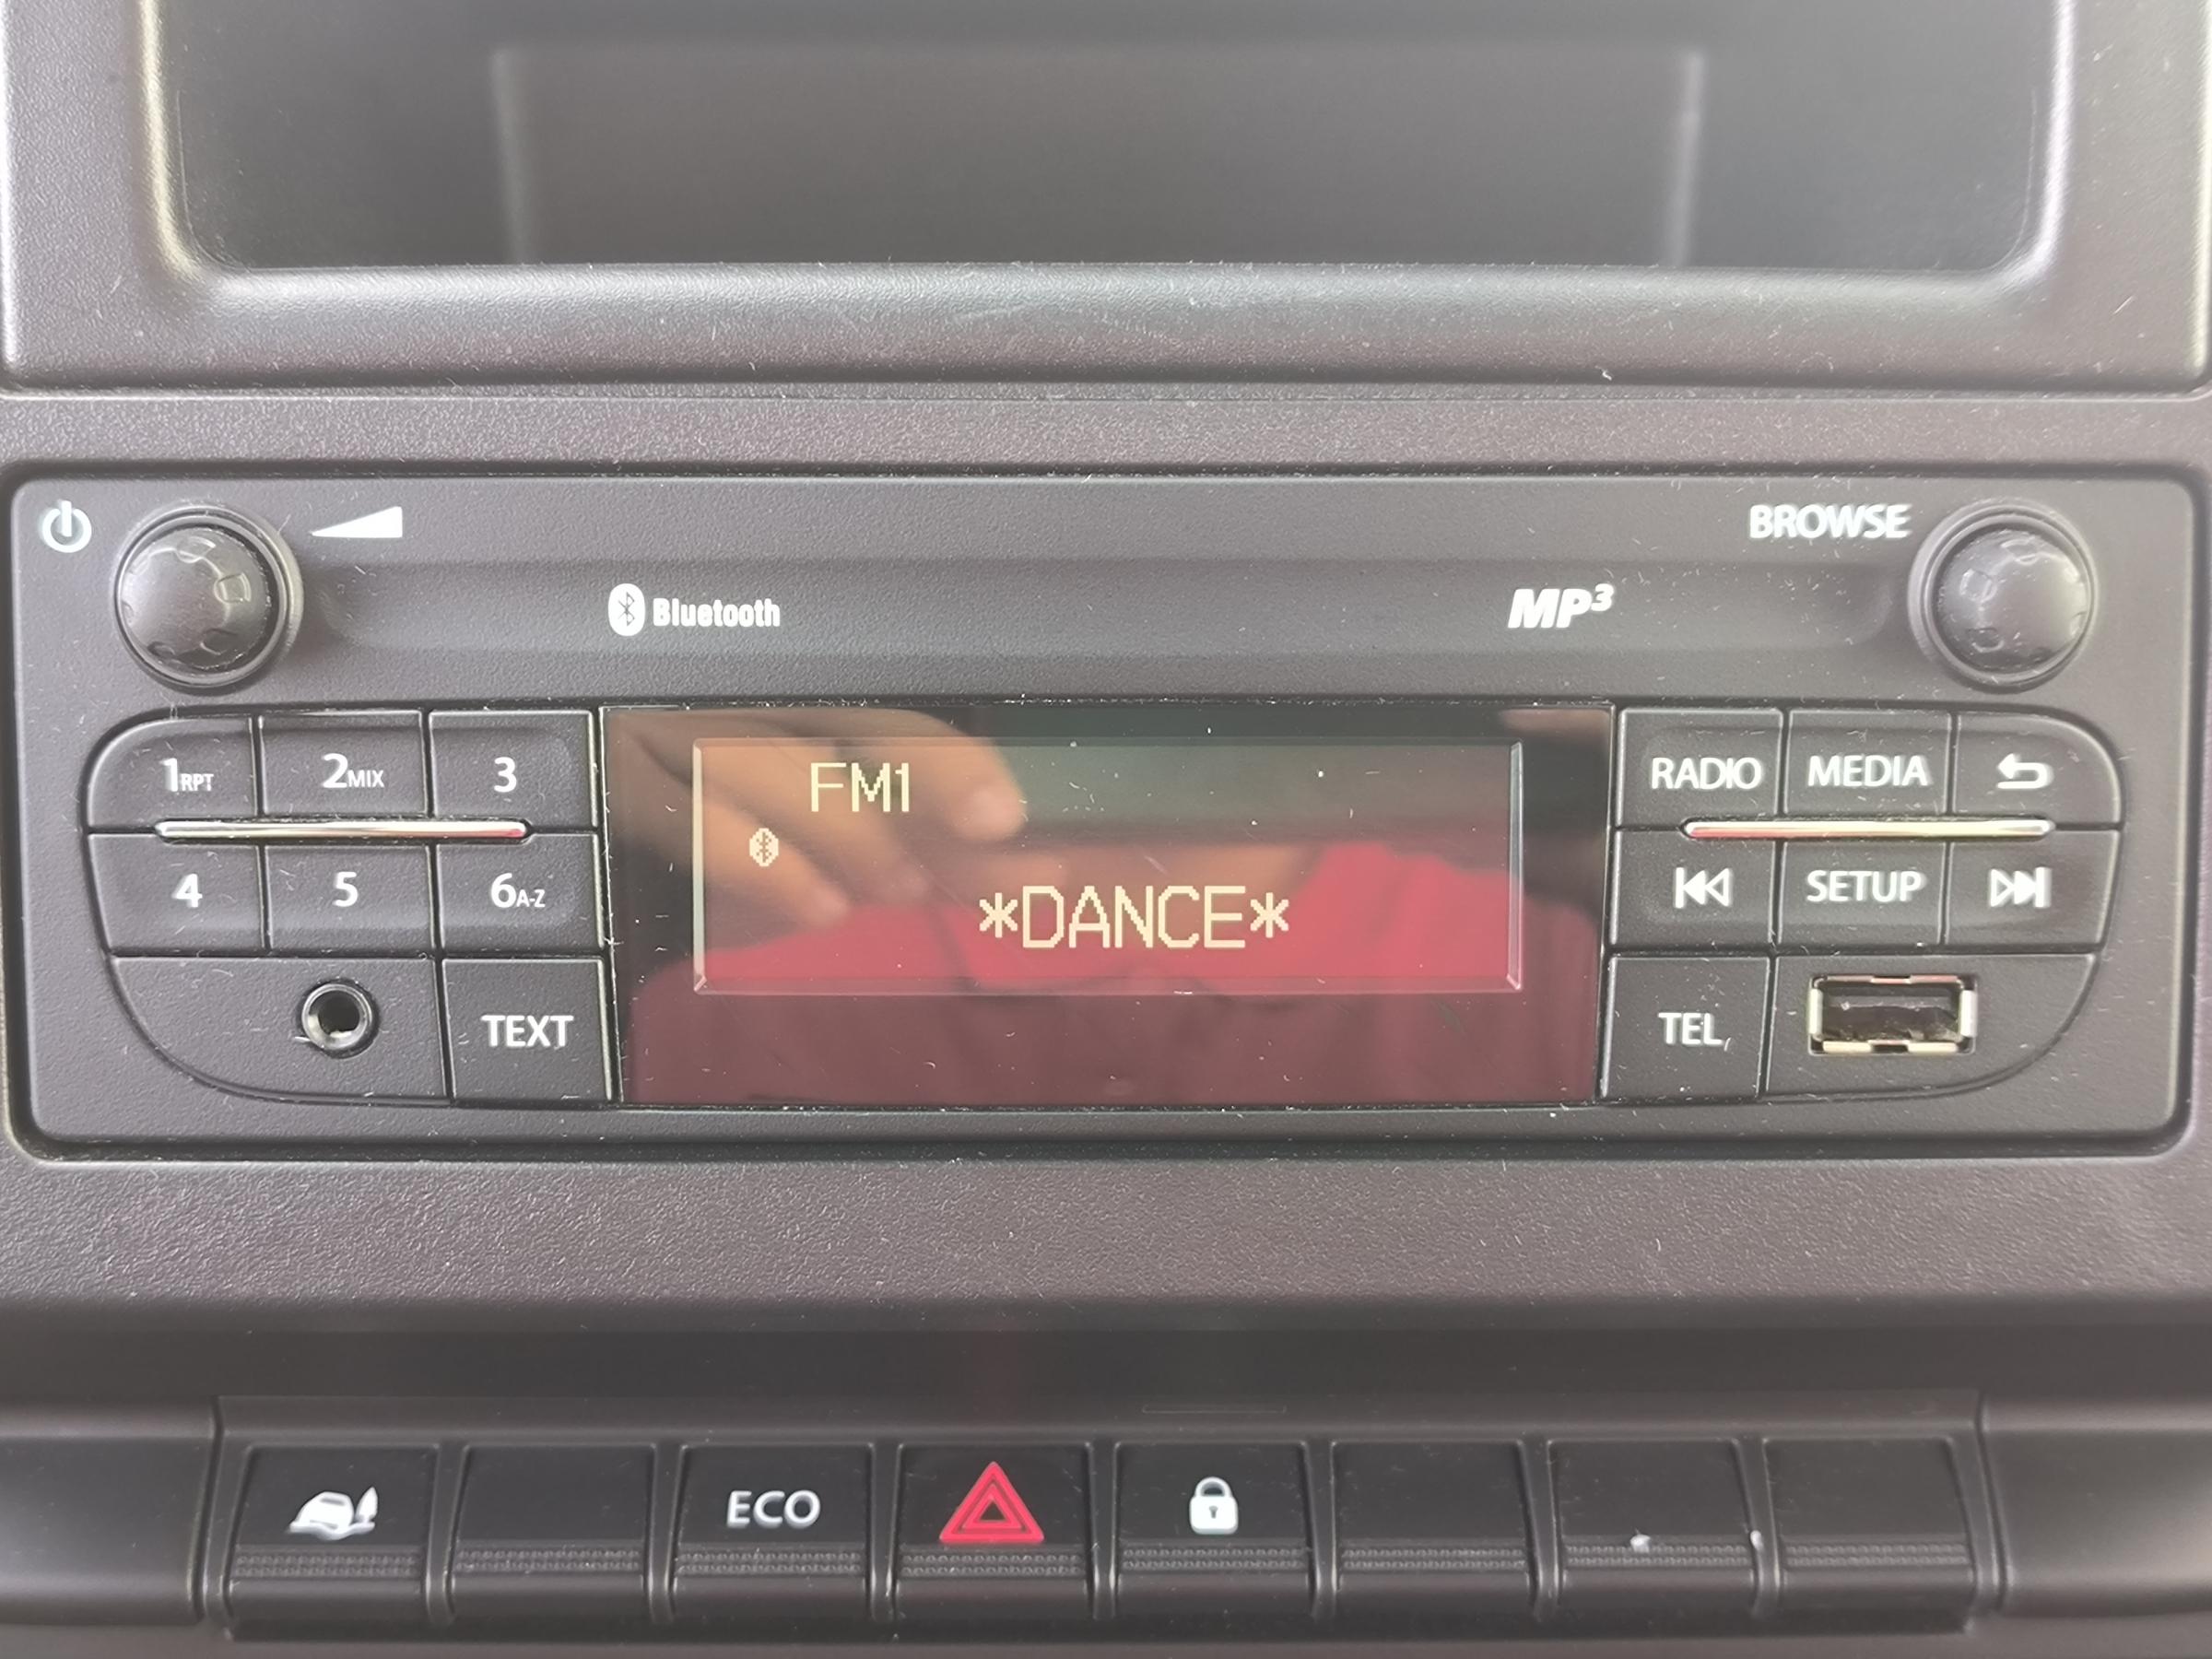 BROWSE
Bluetooth MP3
1RPT 2MIX 3
FM1
RADIO MEDIA
4 5 6A-Z
*DANCE*
SETUP
TEXT
TEL
ECO